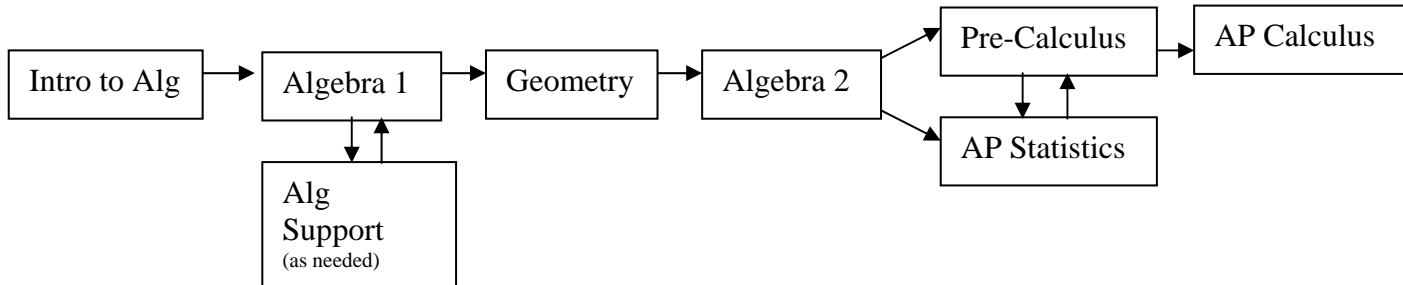 Intro to Alg
Algebra 1
Alg
Support
(as needed)
Geometry
Algebra 2
Pre-Calculus
AP Statistics
AP Calculus